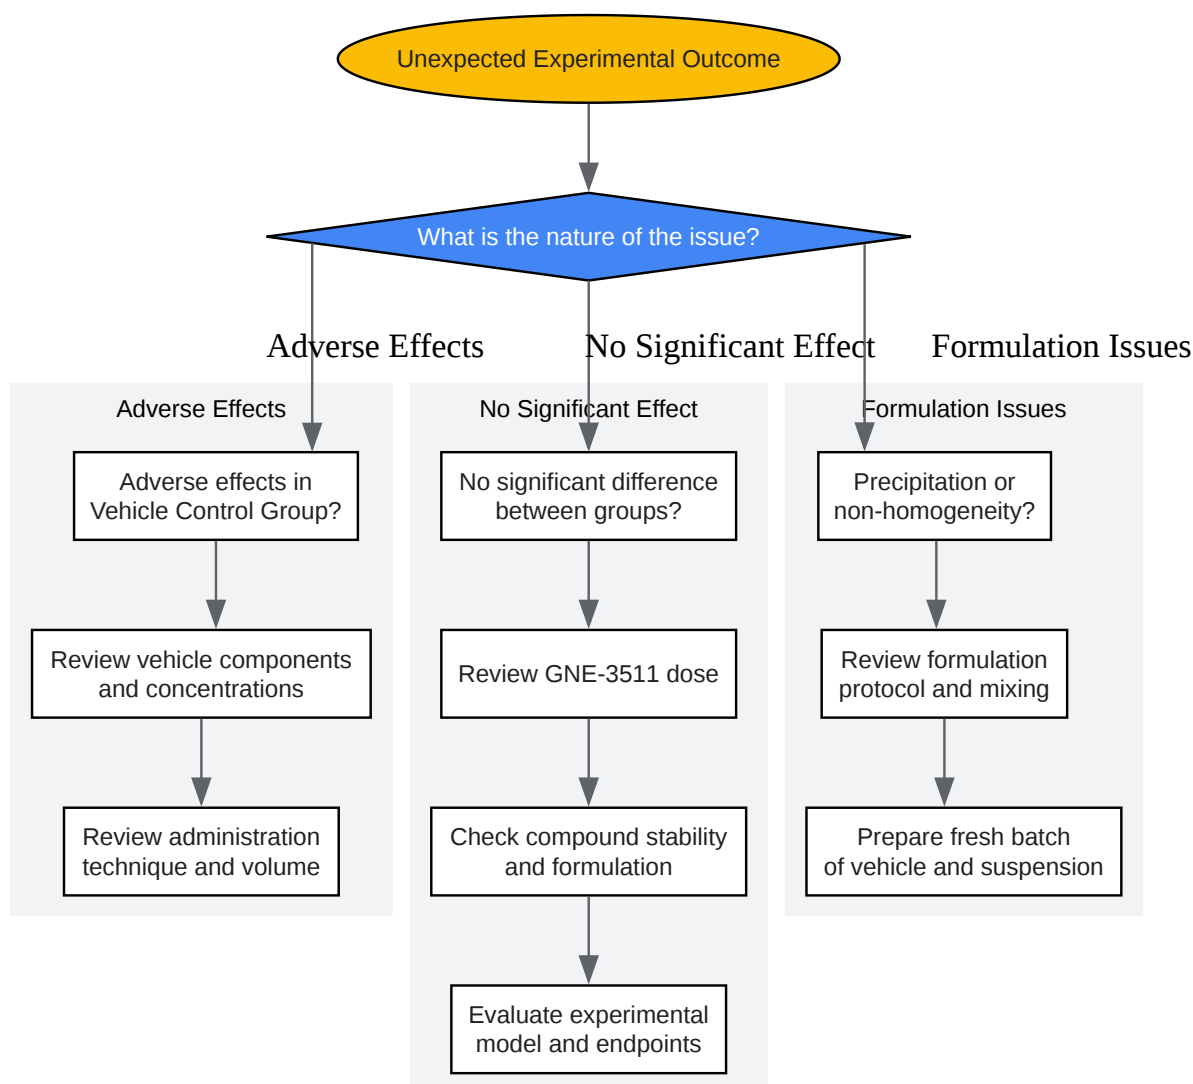 Unexpected Experimental Outcome
What is the nature of the issue?
Adverse Effects
No Significant Effect
Formulation Issues
Adverse Effects
Adverse effects in
Vehicle Control Group?
Review vehicle components
and concentrations
Review administration
technique and volume
No Significant Effect
No significant difference
between groups?
Review GNE-3511 dose
Check compound stability
and formulation
Evaluate experimental
model and endpoints
Formulation Issues
Precipitation or
non-homogeneity?
Review formulation
protocol and mixing
Prepare fresh batch
of vehicle and suspension